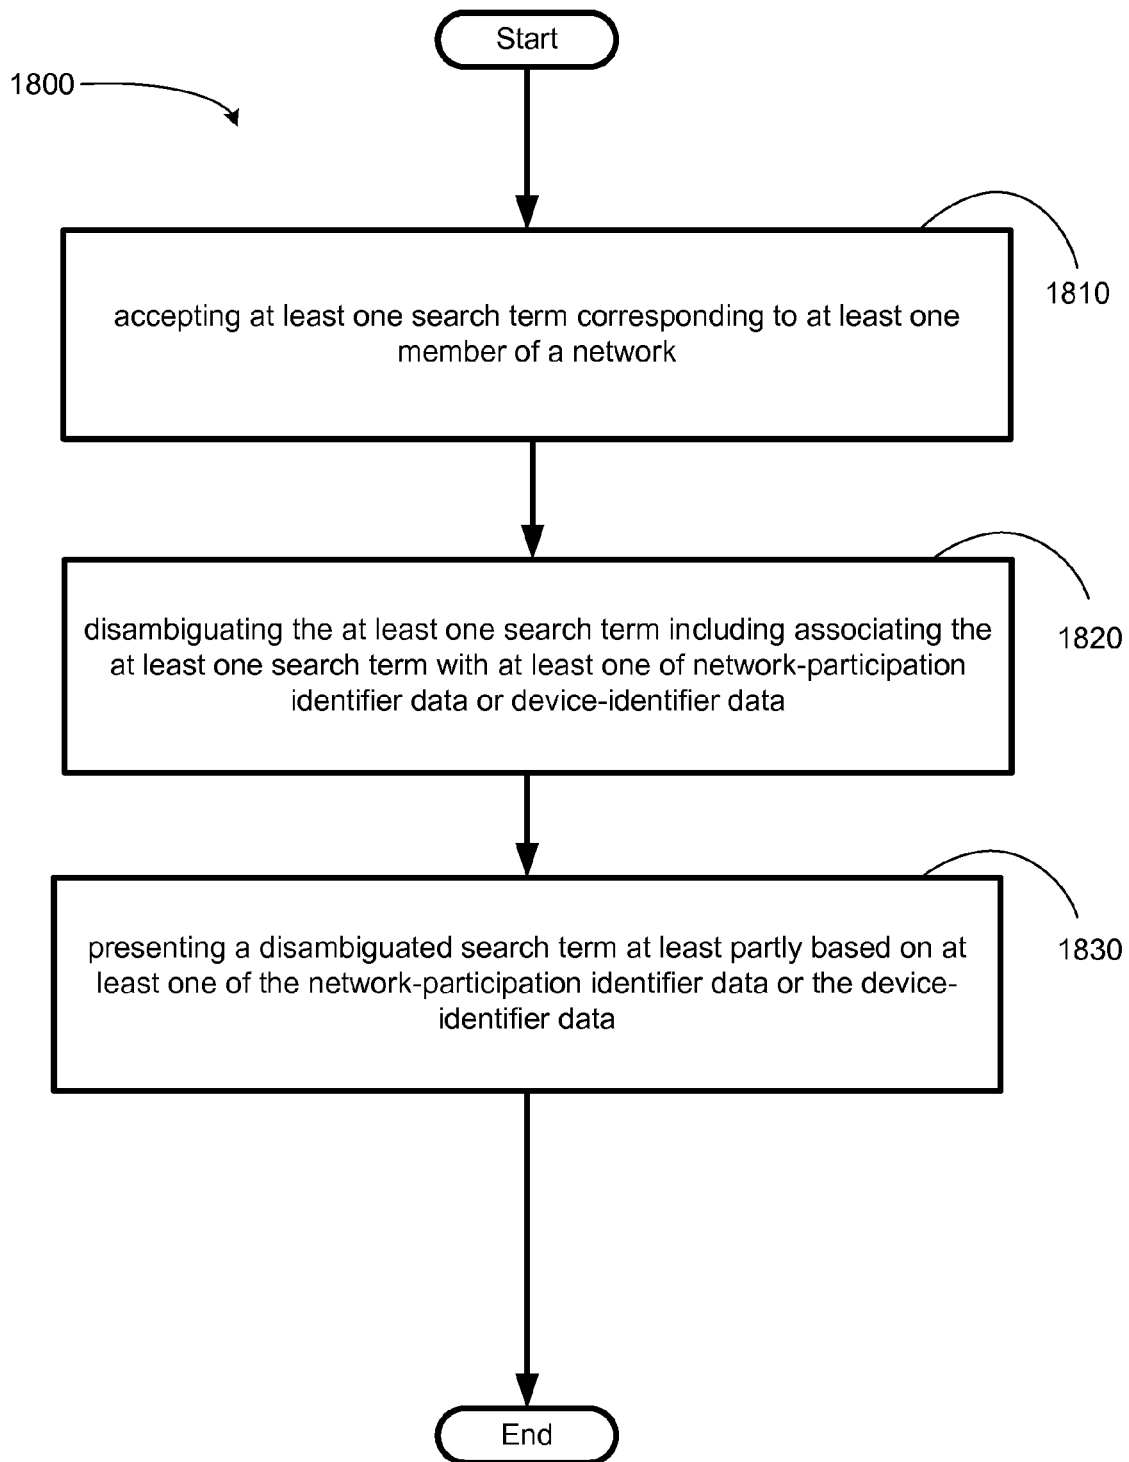 Start
1800
accepting at least one search term corresponding to at least one
member of a network
1810
disambiguating the at least one search term including associating the
at least one search term with at least one of network-participation
identifier data or device-identifier data
1820
presenting a disambiguated search term at least partly based on at
least one of the network-participation identifier data or the device-
identifier data
1830
End